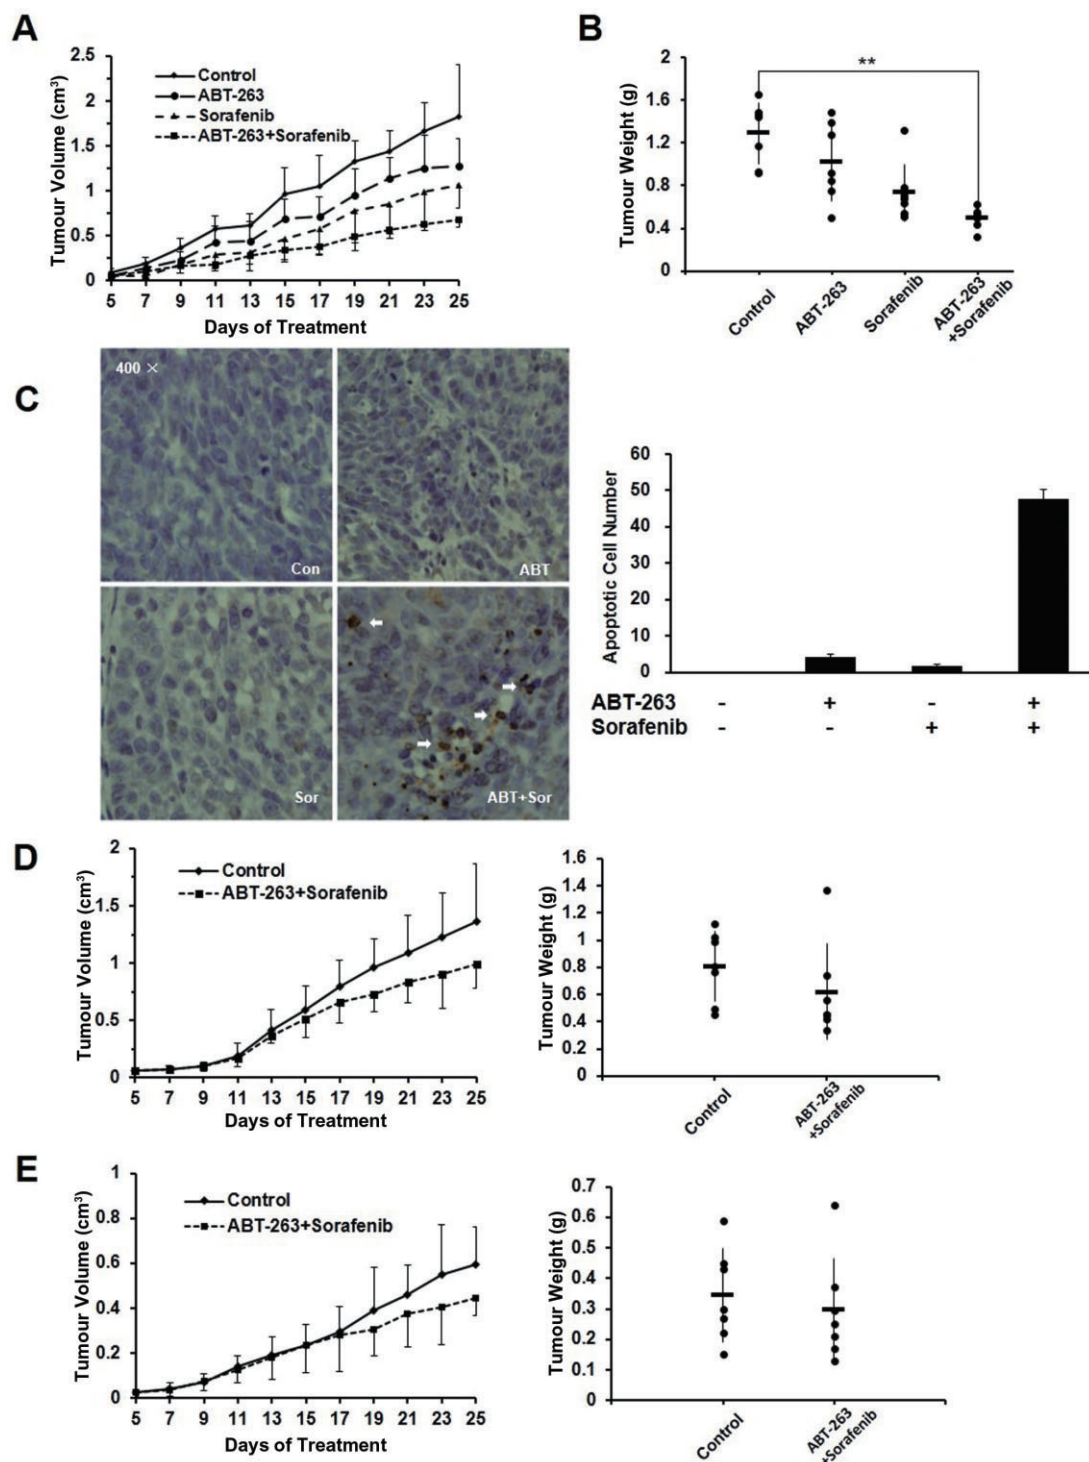 A
Tumour Volume (cm³)
2.5
2
1.5
1
0.5
0
Control
ABT-263
Sorafenib
ABT-263+Sorafenib
5 7 9 11 13 15 17 19 21 23 25
Days of Treatment
B
Tumour Weight (g)
2
1.6
1.2
0.8
0.4
0
**
Control
ABT-263
Sorafenib
ABT-263
+Sorafenib
C
400 ×
Con
ABT
Sor
ABT+Sor
Apoptotic Cell Number
60
50
40
30
20
10
0
ABT-263 - + - +
Sorafenib - - + +
D
Tumour Volume (cm³)
2
1.5
1
0.5
0
Control
ABT-263+Sorafenib
5 7 9 11 13 15 17 19 21 23 25
Days of Treatment
Tumour Weight (g)
1.6
1.4
1.2
1
0.8
0.6
0.4
0.2
0
Control
ABT-263
+Sorafenib
E
Tumour Volume (cm³)
1
0.8
0.6
0.4
0.2
0
Control
ABT-263+Sorafenib
5 7 9 11 13 15 17 19 21 23 25
Days of Treatment
Tumour Weight (g)
0.7
0.6
0.5
0.4
0.3
0.2
0.1
0
Control
ABT-263
+Sorafenib